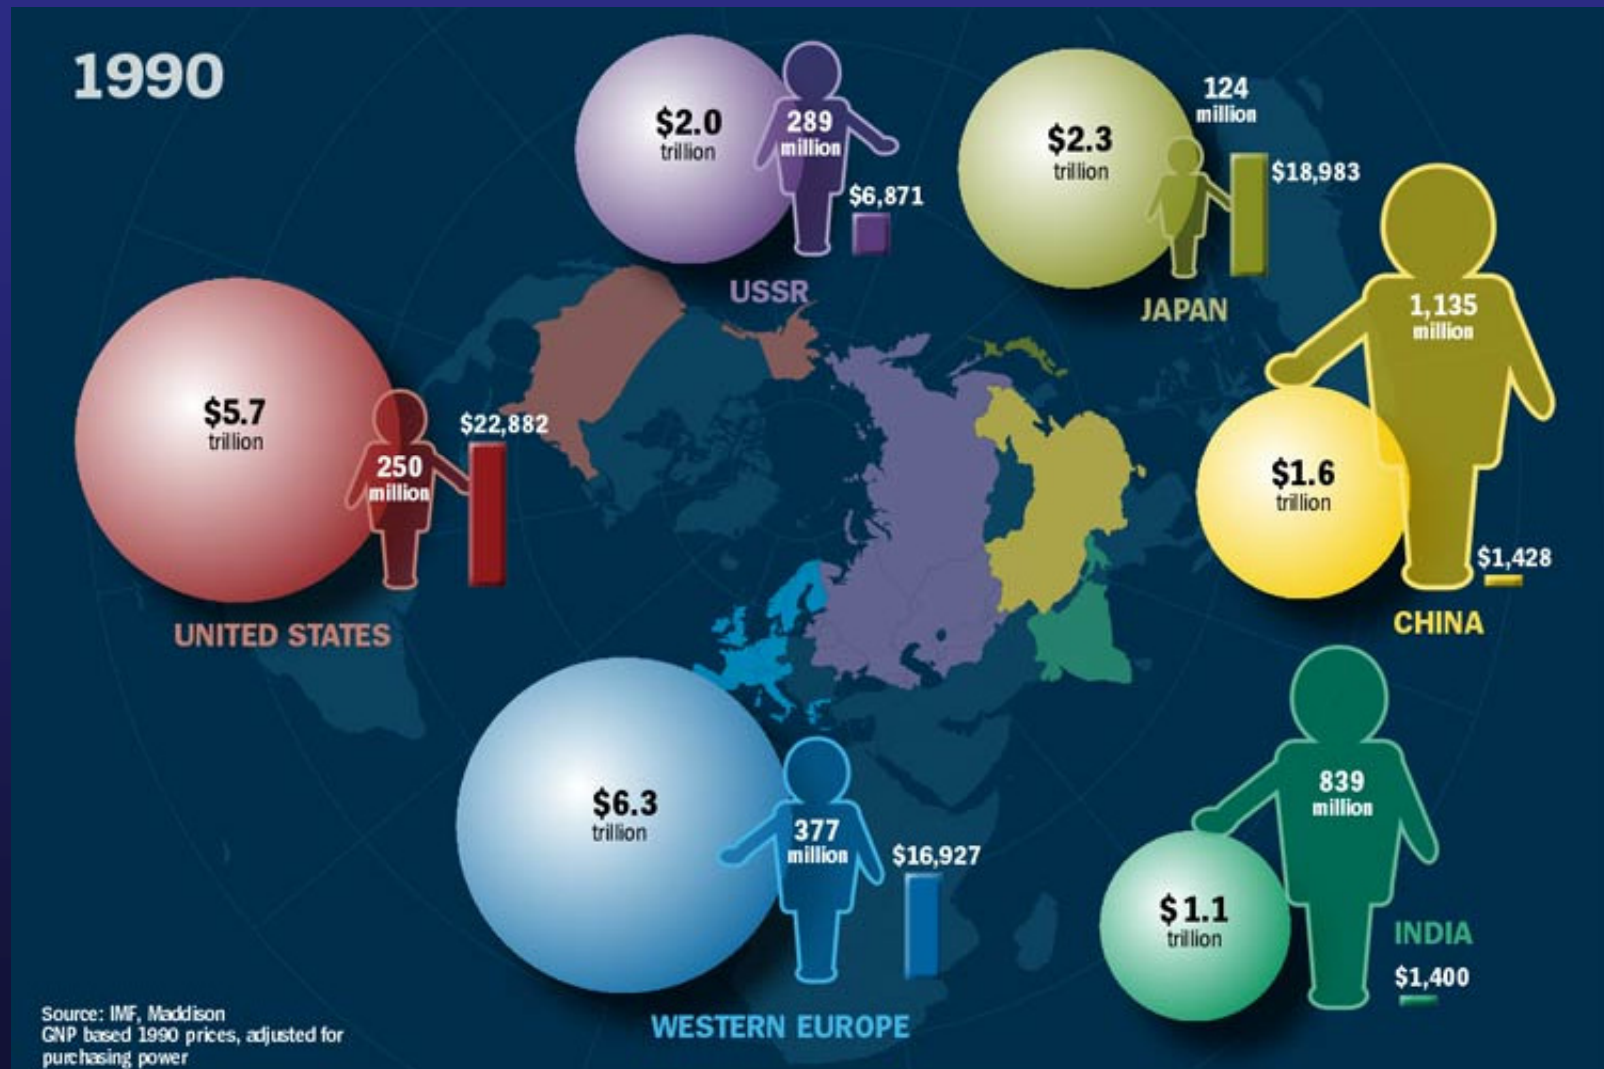 1990
$2.0
trillion
289
million
$6,871
USSR
$2.3
trillion
124
million
$18,983
JAPAN
1,135
million
$1.6
trillion
$1,428
CHINA
$5.7
trillion
250
million
$22,882
UNITED STATES
$6.3
trillion
377
million
$16,927
WESTERN EUROPE
839
million
$1.1
trillion
INDIA
$1,400
Source: IMF, Maddison
GNP based 1990 prices, adjusted for
purchasing power